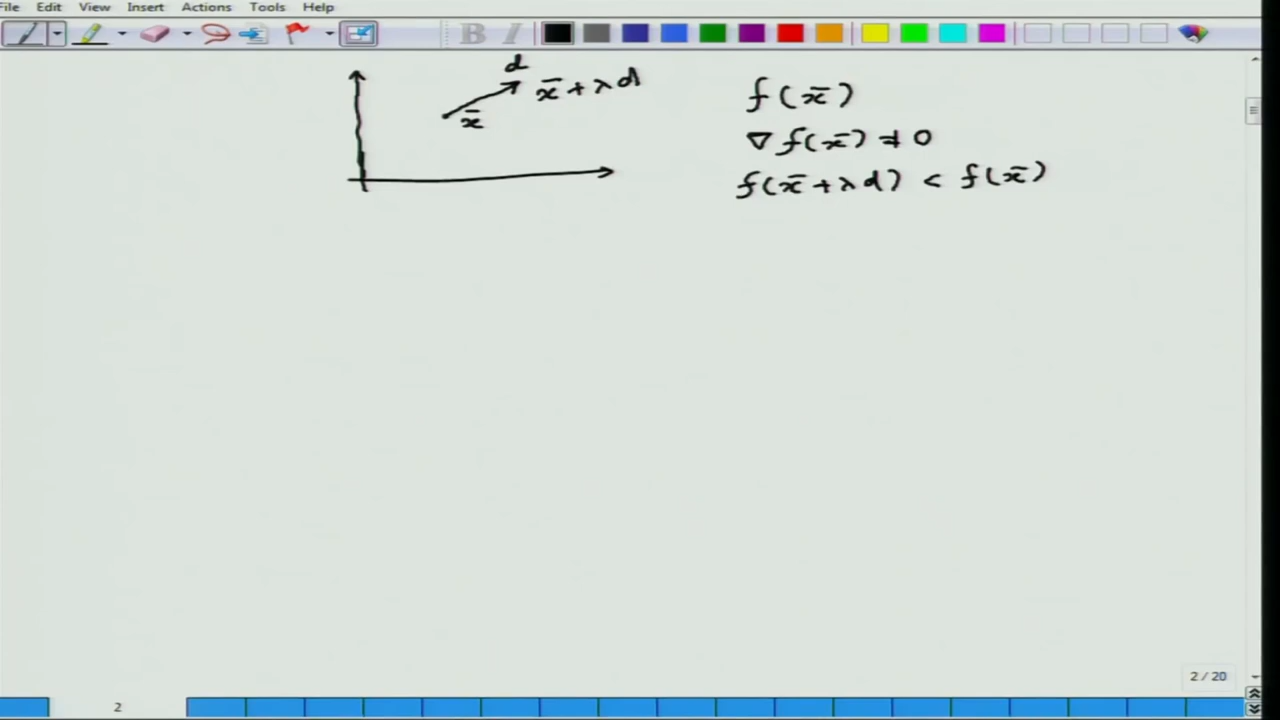 File Edit View Insert Actions Tools Help
B I
d
x̄ + λd
x̄
f(x̄)
∇f(x̄) ≠ 0
f(x̄ + λd) < f(x̄)
2 / 20
2